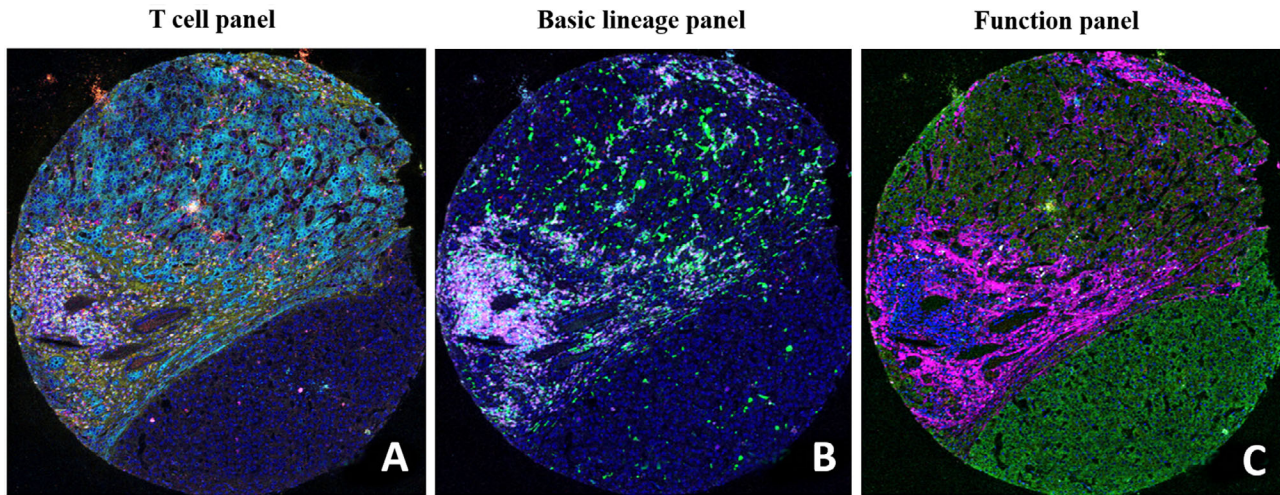 T cell panel
Basic lineage panel
Function panel
A
B
C